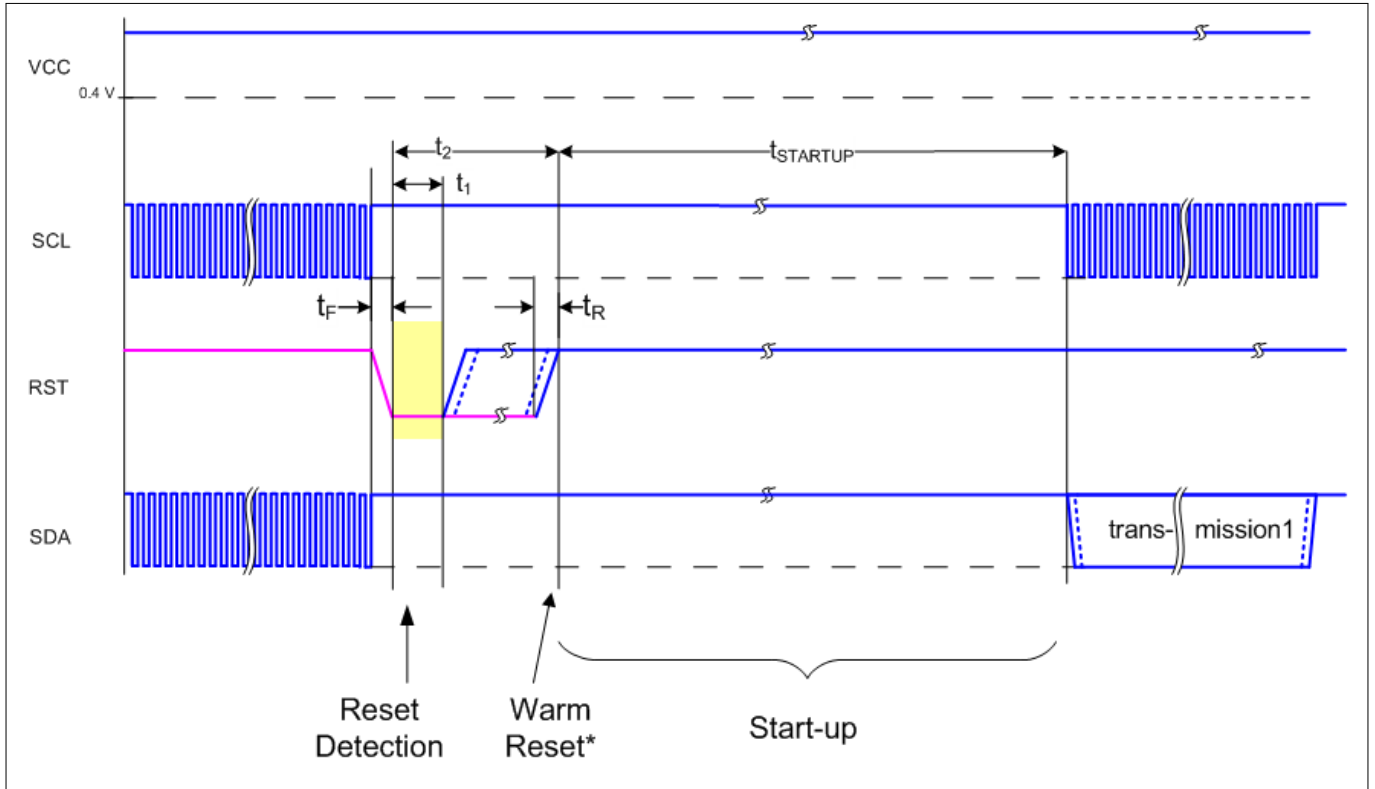 VCC
0.4 V
t2
tSTARTUP
t1
SCL
tF
tR
RST
SDA
trans- mission1
Reset
Detection
Warm
Reset*
Start-up